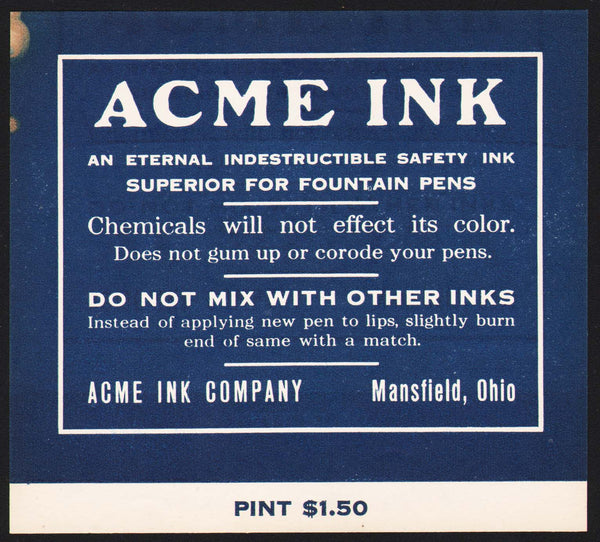 ACME INK
AN ETERNAL INDESTRUCTIBLE SAFETY INK
SUPERIOR FOR FOUNTAIN PENS
Chemicals will not effect its color.
Does not gum up or corode your pens.
DO NOT MIX WITH OTHER INKS
Instead of applying new pen to lips, slightly burn
end of same with a match.
ACME INK COMPANY Mansfield, Ohio
PINT $1.50